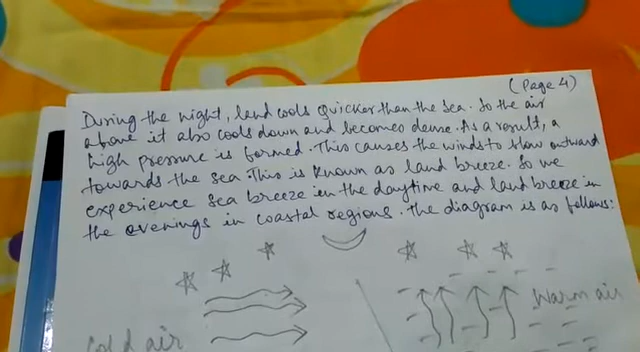 (Page 4)
During the night, land cools quicker than the sea. So the air
above it also cools down and becomes dense. As a result, a
high pressure is formed. This causes the winds to blow outward
towards the sea. This is known as land breeze. So we
experience sea breeze in the daytime and land breeze in
the evenings in coastal regions. The diagram is as follows:
Warm air
Cold air